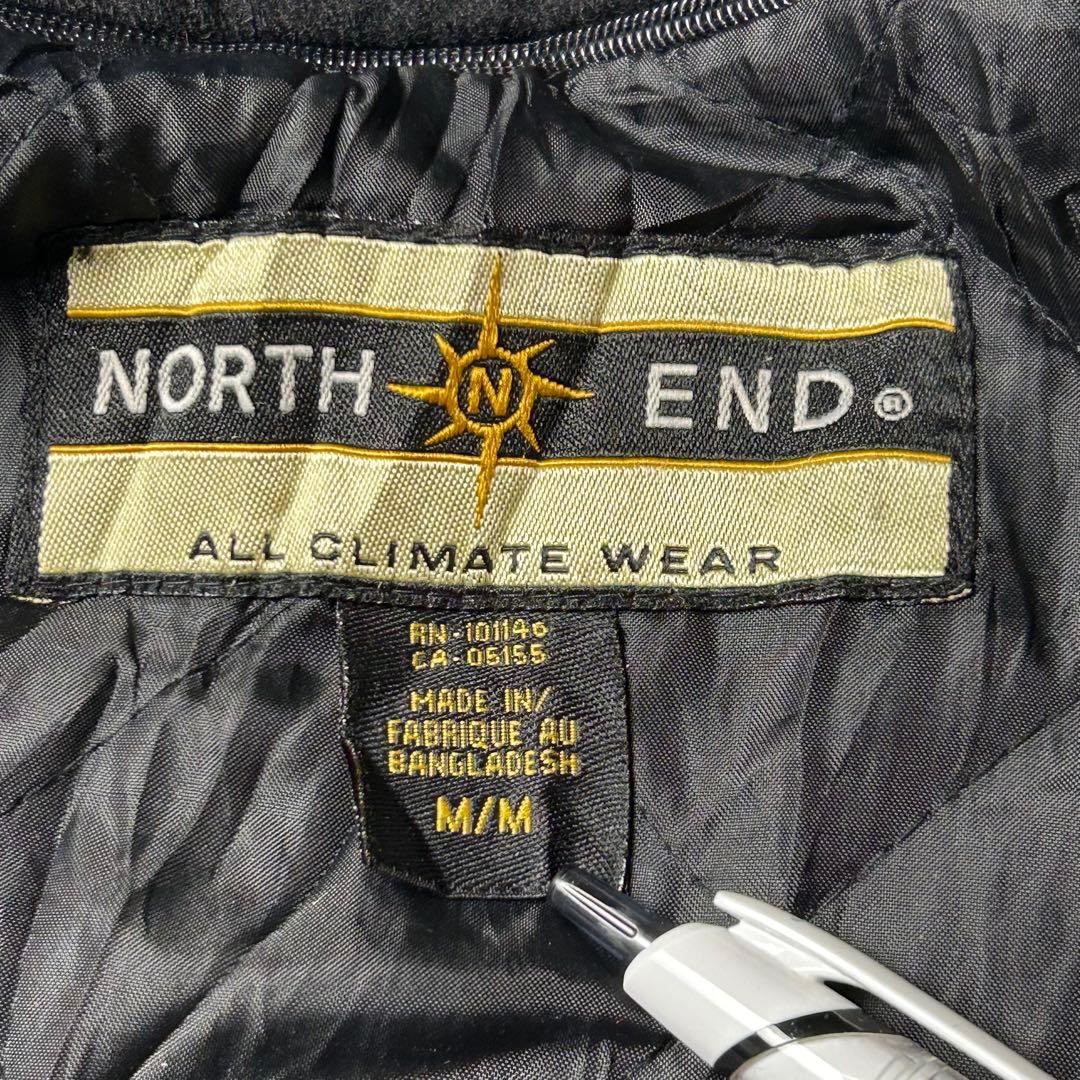 NORTH N END ®
ALL CLIMATE WEAR
RN-101146
CA-05155
MADE IN/
FABRIQUE AU
BANGLADESH
M/M